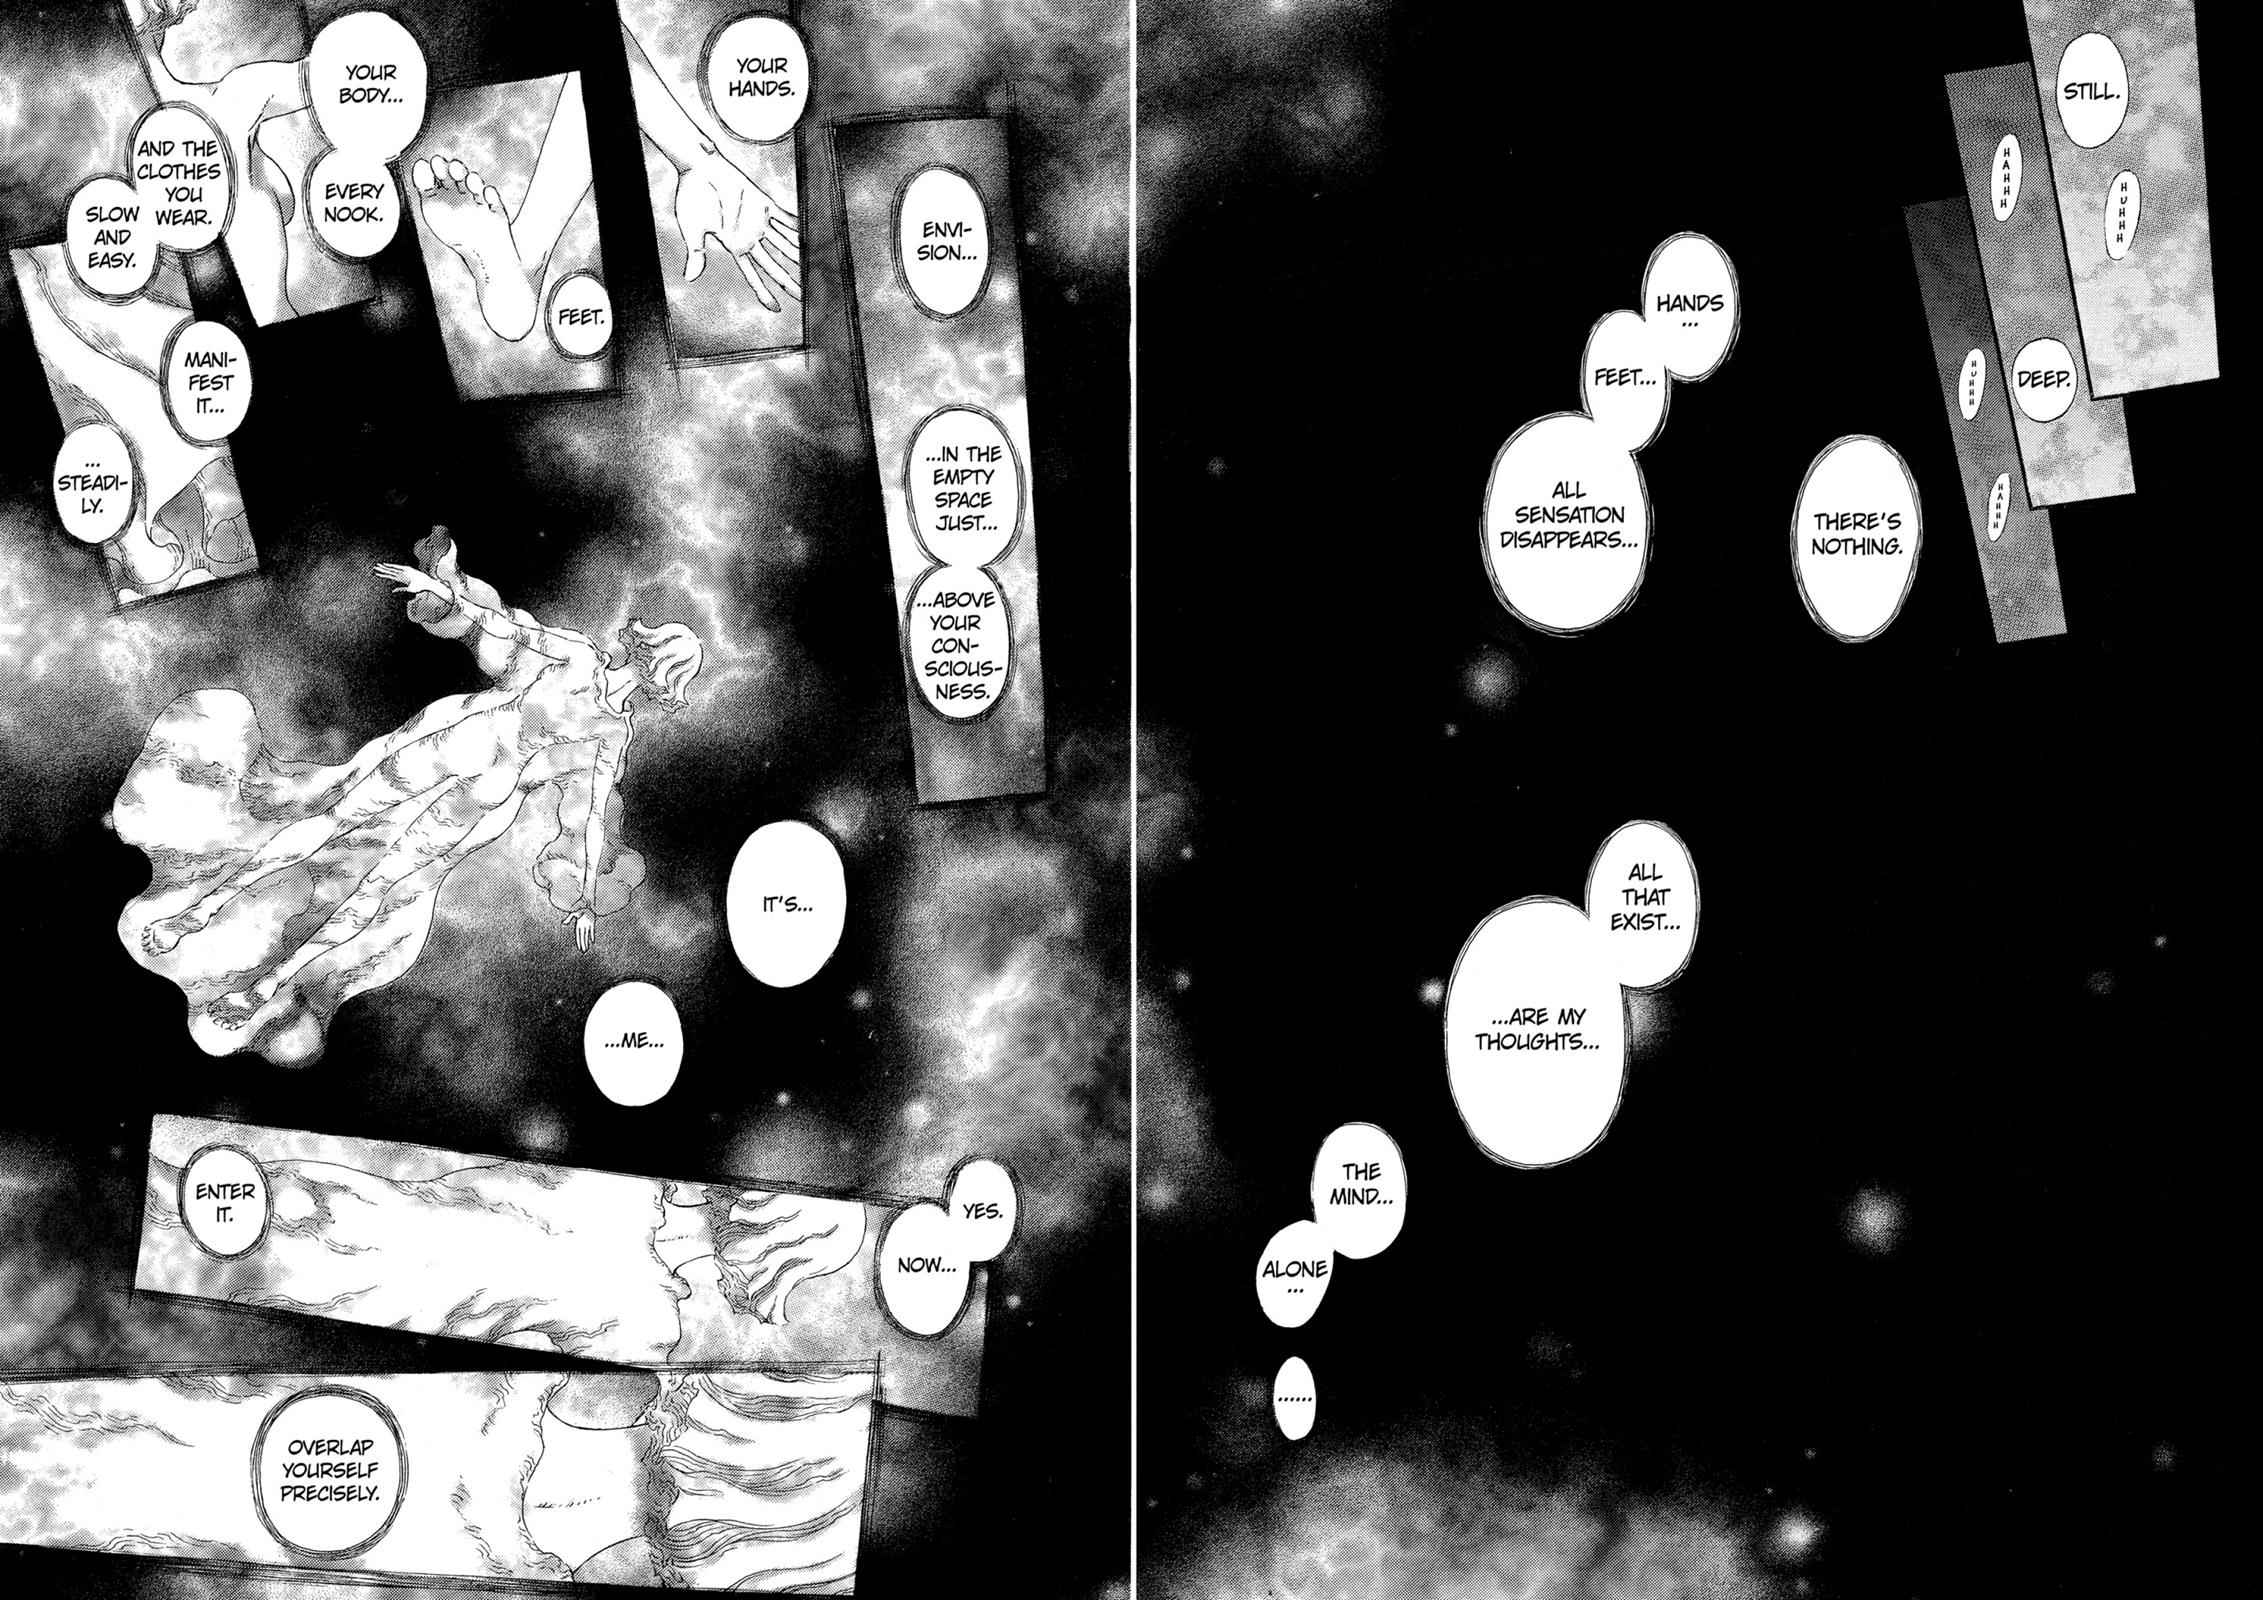 STILL.
HUHHH
HAHHH
DEEP.
HUHHH
HAHHH
THERE'S
NOTHING.
HANDS
...
FEET...
ALL
SENSATION
DISAPPEARS...
ALL
THAT
EXIST...
...ARE MY
THOUGHTS...
THE
MIND...
ALONE
...
......
ENVI-
SION...
...IN THE
EMPTY
SPACE
JUST...
...ABOVE
YOUR
CON-
SCIOUS-
NESS.
YOUR
HANDS.
FEET.
YOUR
BODY...
EVERY
NOOK.
AND THE
CLOTHES
YOU
WEAR.
SLOW
AND
EASY.
MANI-
FEST
IT...
...
STEADI-
LY.
IT'S...
...ME...
YES.
NOW...
ENTER
IT.
OVERLAP
YOURSELF
PRECISELY.